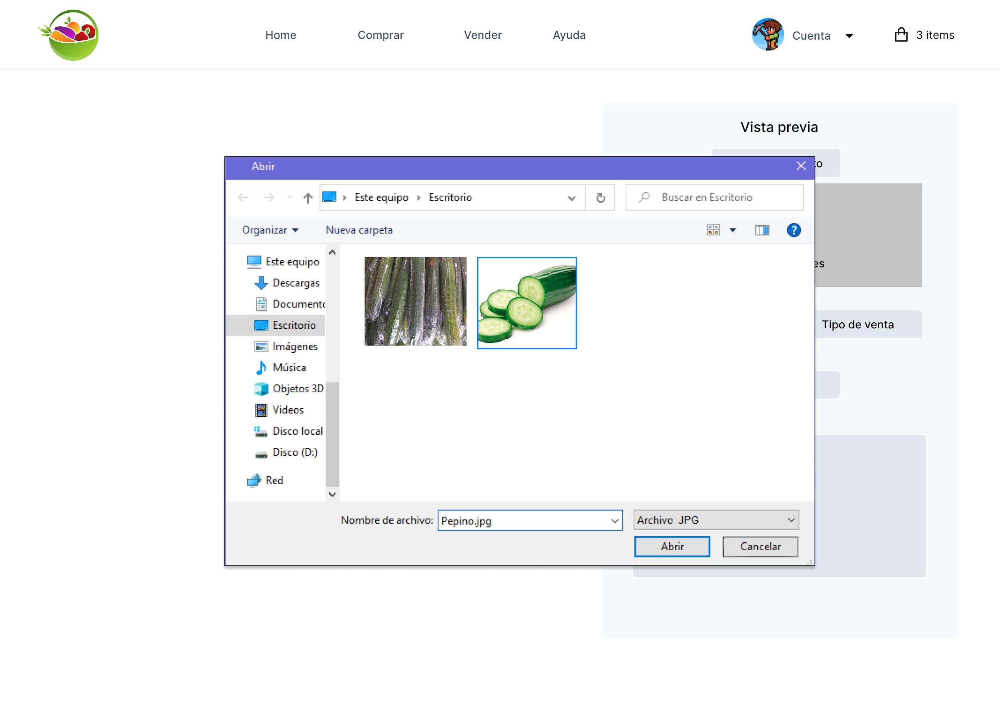 Home Comprar Vender Ayuda Cuenta 3 items
Vista previa
Abrir
Este equipo Escritorio Buscar en Escritorio
Organizar Nueva carpeta
Este equipo
Descargas
Escritorio
Imágenes
Música
Objetos 3D
Videos
Disco local
Disco (D:)
Red
Tipo de venta
Nombre de archivo: Pepino.jpg Archivo JPG
Abrir Cancelar